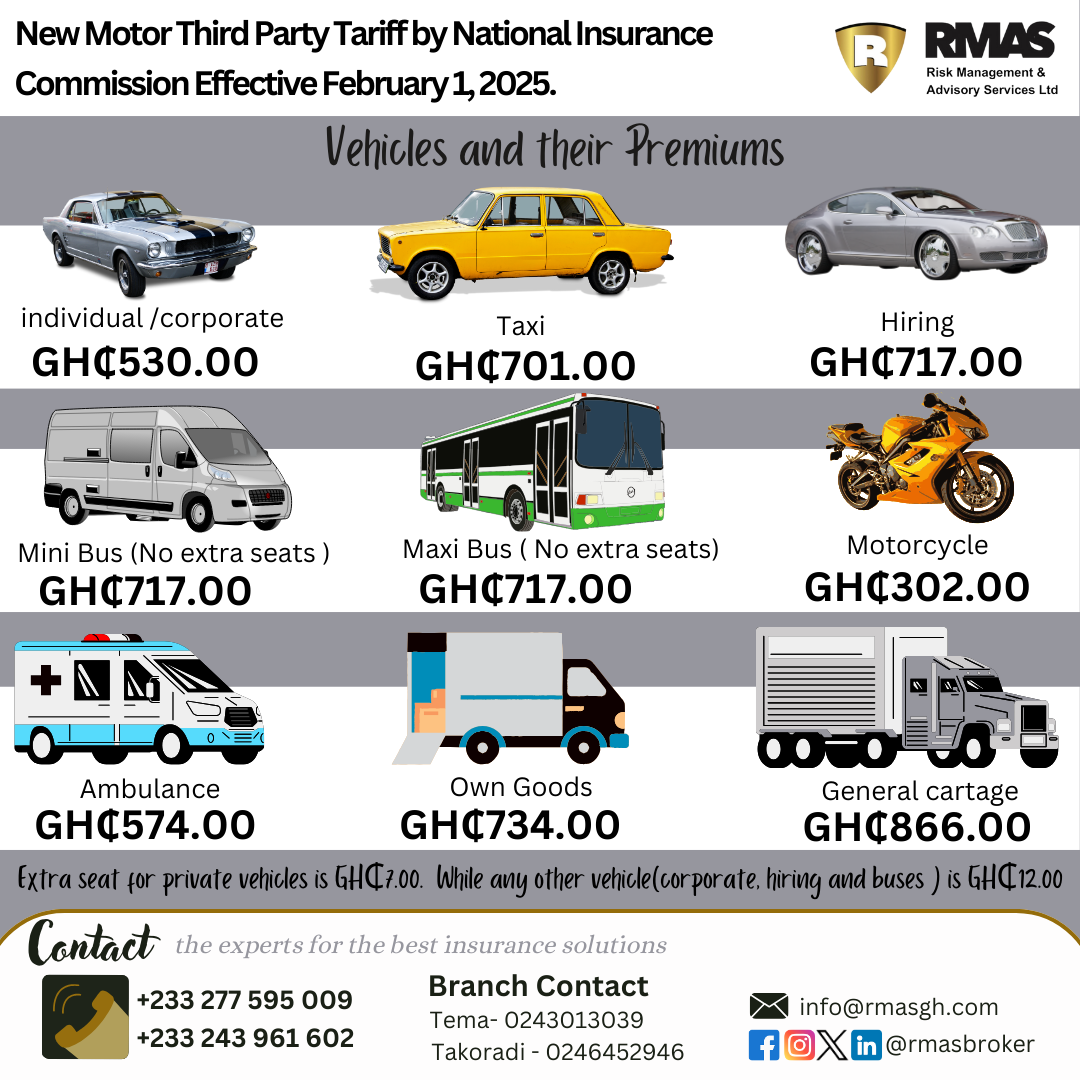 New Motor Third Party Tariff by National Insurance
Commission Effective February 1, 2025.
R
RMAS
Risk Management &
Advisory Services Ltd
Vehicles and their Premiums
individual /corporate
GH₵530.00
Taxi
GH₵701.00
Hiring
GH₵717.00
Mini Bus (No extra seats )
GH₵717.00
Maxi Bus ( No extra seats)
GH₵717.00
Motorcycle
GH₵302.00
Ambulance
GH₵574.00
Own Goods
GH₵734.00
General cartage
GH₵866.00
Extra seat for private vehicles is GH₵7.00. While any other vehicle(corporate, hiring and buses ) is GH₵12.00
Contact the experts for the best insurance solutions
+233 277 595 009
+233 243 961 602
Branch Contact
Tema- 0243013039
Takoradi - 0246452946
info@rmasgh.com
@rmasbroker